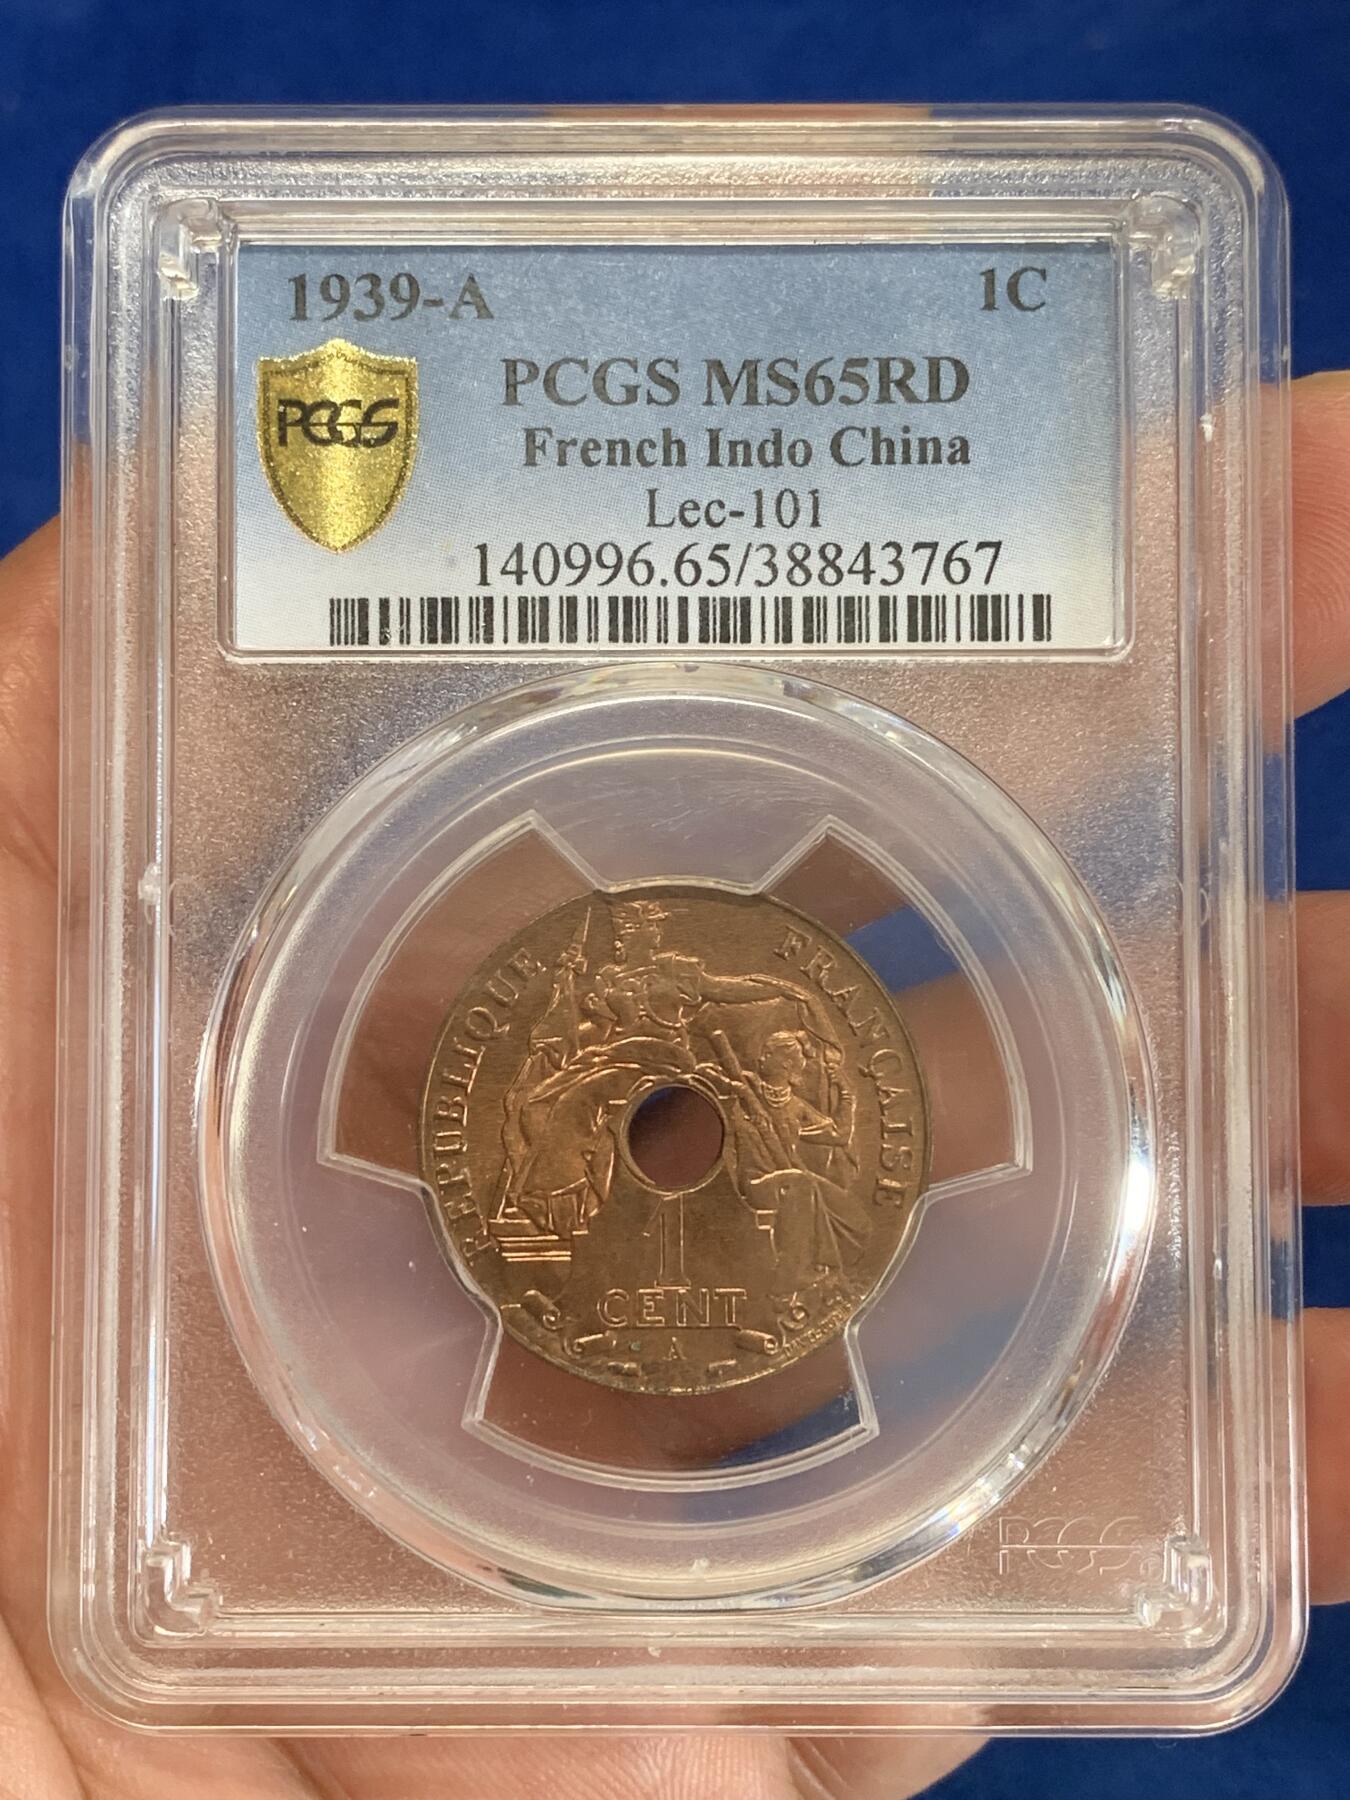 1939-A 1C
PCGS MS65RD
PCGS
French Indo China
Lec-101
140996.65/38843767
REPUBLIQUE FRANÇAISE
1
CENT
A
PCGS